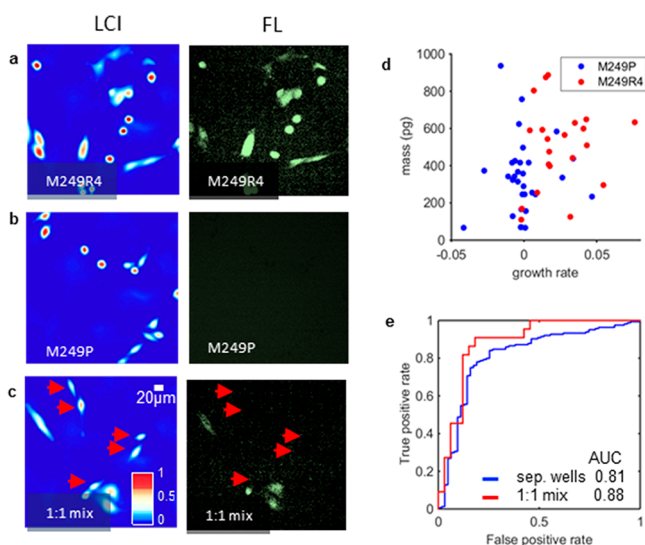 LCI
FL
a
M249R4
M249R4
b
M249P
M249P
c
20μm
1
0.5
0
1:1 mix
1:1 mix
d
1000
800
600
400
200
0
mass (pg)
M249P
M249R4
-0.05
0
0.05
growth rate
e
1
0.8
0.6
0.4
0.2
0
True positive rate
AUC
sep. wells 0.81
1:1 mix 0.88
0
0.5
1
False positive rate